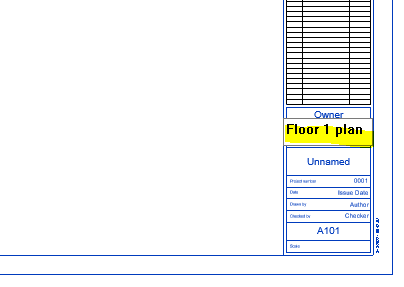 Owner
Floor 1 plan
Unnamed
Project number 0001
Date Issue Date
Drawn by Author
Checked by Checker
A101
Scale